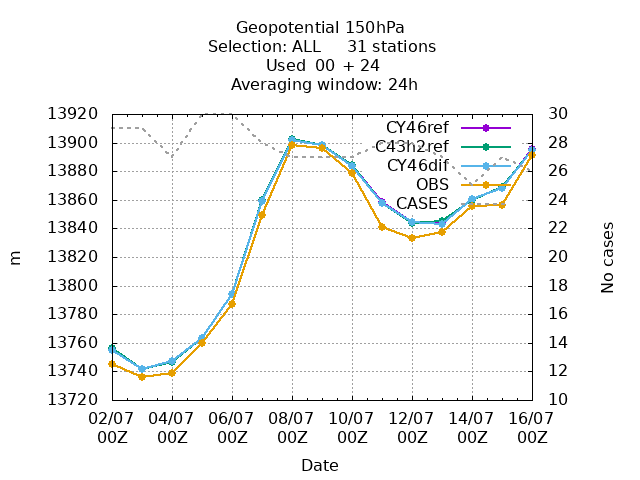 Geopotential 150hPa
Selection: ALL 31 stations
Used 00 + 24
Averaging window: 24h
13920
13900
13880
13860
13840
13820
13800
13780
13760
13740
13720
m
30
28
26
24
22
20
18
16
14
12
10
No cases
CY46ref
C43h2.ref
CY46dif
OBS
CASES
02/07 04/07 06/07 08/07 10/07 12/07 14/07 16/07
00Z 00Z 00Z 00Z 00Z 00Z 00Z 00Z
Date